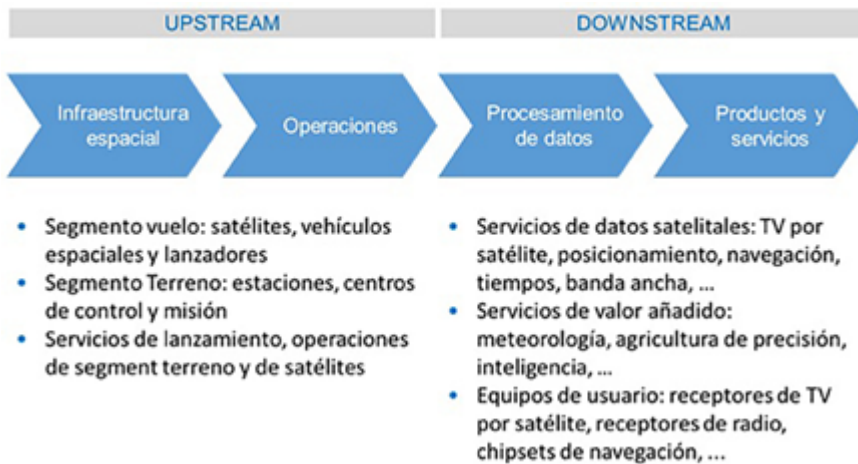 UPSTREAM
DOWNSTREAM
Infraestructura
espacial
Operaciones
Procesamiento
de datos
Productos y
servicios
• Segmento vuelo: satélites, vehículos
espaciales y lanzadores
• Segmento Terreno: estaciones, centros
de control y misión
• Servicios de lanzamiento, operaciones
de segment terreno y de satélites
• Servicios de datos satelitales: TV por
satélite, posicionamiento, navegación,
tiempos, banda ancha, ...
• Servicios de valor añadido:
meteorología, agricultura de precisión,
inteligencia, ...
• Equipos de usuario: receptores de TV
por satélite, receptores de radio,
chipsets de navegación, ...